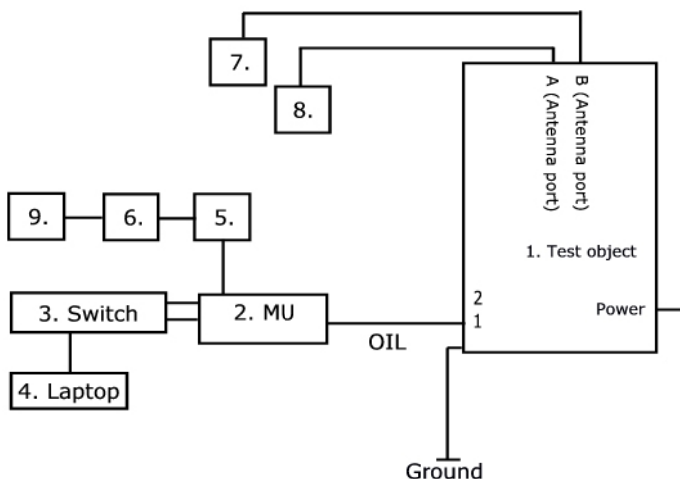 7.
8.
A (Antenna port)
B (Antenna port)
9.
6.
5.
1. Test object
2
1
Power
3. Switch
2. MU
OIL
4. Laptop
Ground